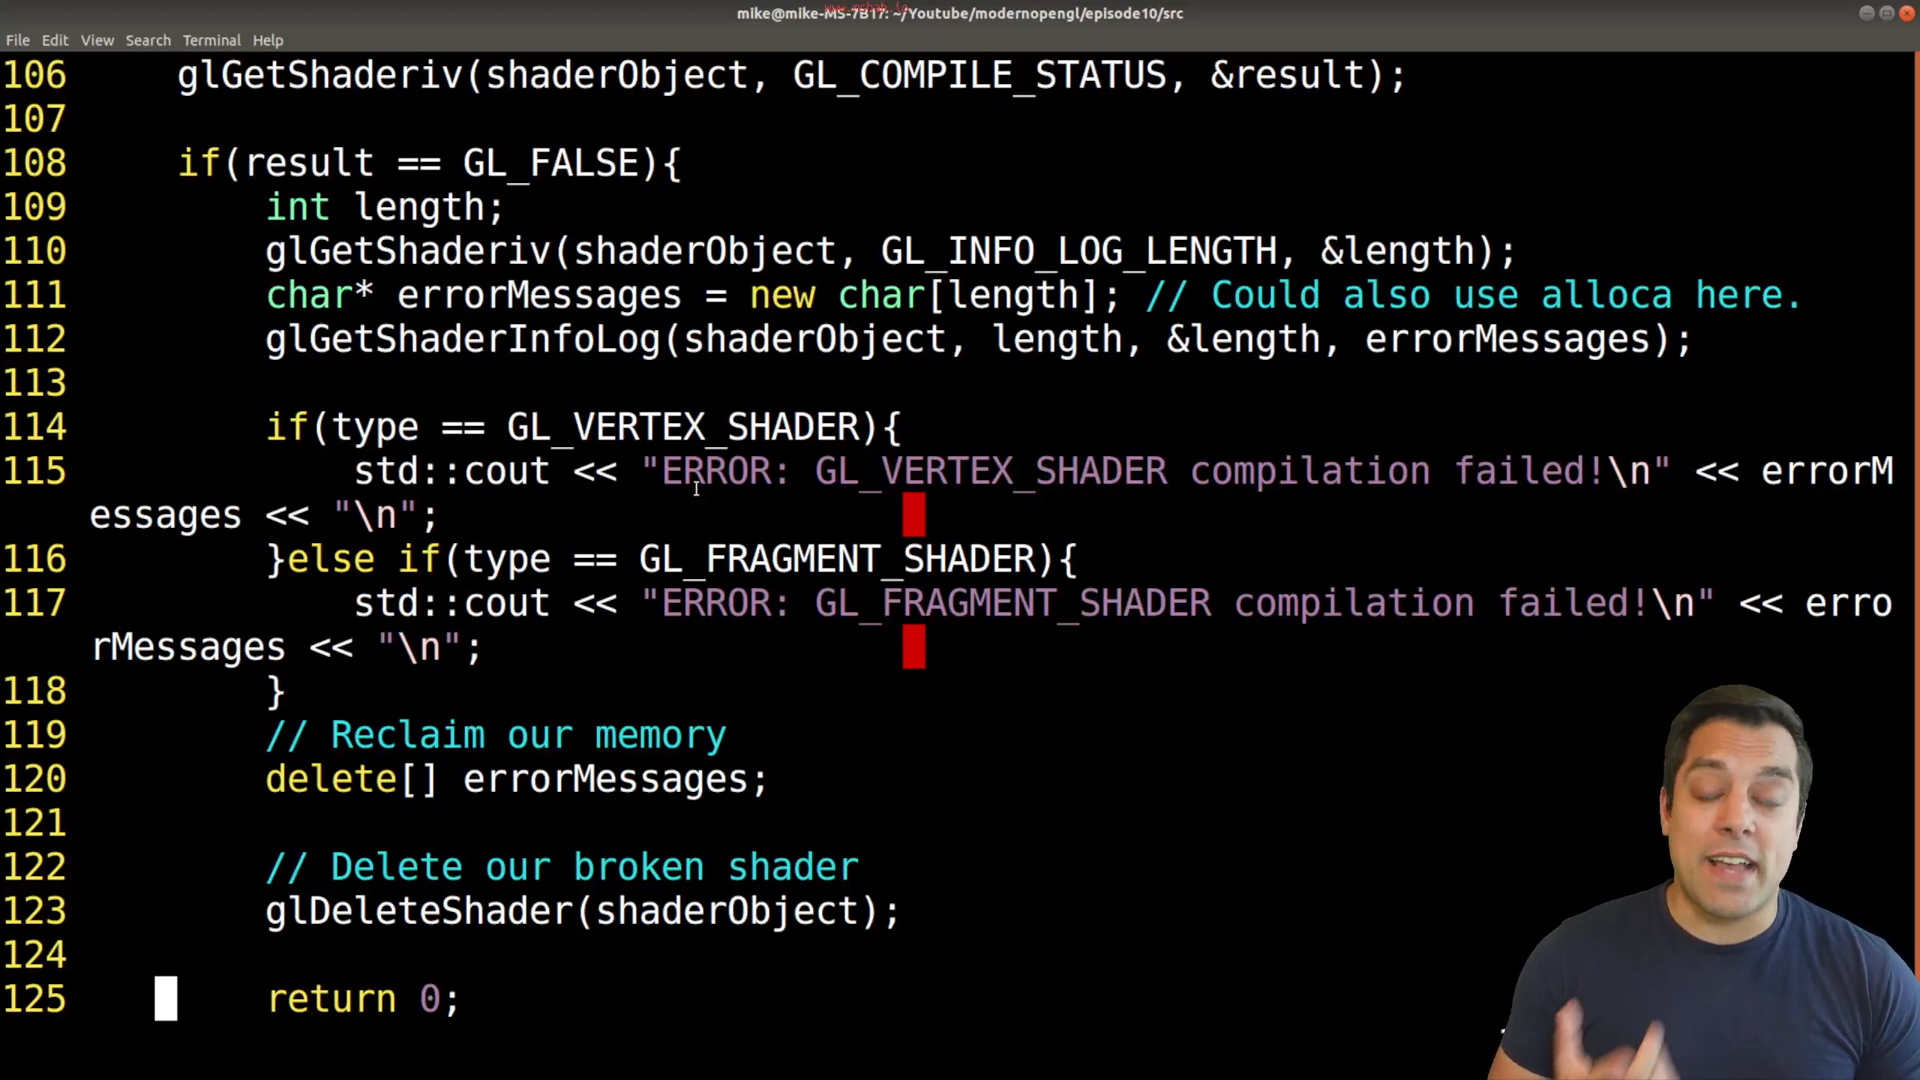 mike@mike-MS-7B17: ~/Youtube/modernopengl/episode10/src
www.mshah.io
File Edit View Search Terminal Help
106 glGetShaderiv(shaderObject, GL_COMPILE_STATUS, &result);
107
108 if(result == GL_FALSE){
109 int length;
110 glGetShaderiv(shaderObject, GL_INFO_LOG_LENGTH, &length);
111 char* errorMessages = new char[length]; // Could also use alloca here.
112 glGetShaderInfoLog(shaderObject, length, &length, errorMessages);
113
114 if(type == GL_VERTEX_SHADER){
115 std::cout << "ERROR: GL_VERTEX_SHADER compilation failed!\n" << errorM
essages << "\n";
116 }else if(type == GL_FRAGMENT_SHADER){
117 std::cout << "ERROR: GL_FRAGMENT_SHADER compilation failed!\n" << erro
rMessages << "\n";
118 }
119 // Reclaim our memory
120 delete[] errorMessages;
121
122 // Delete our broken shader
123 glDeleteShader(shaderObject);
124
125 return 0;